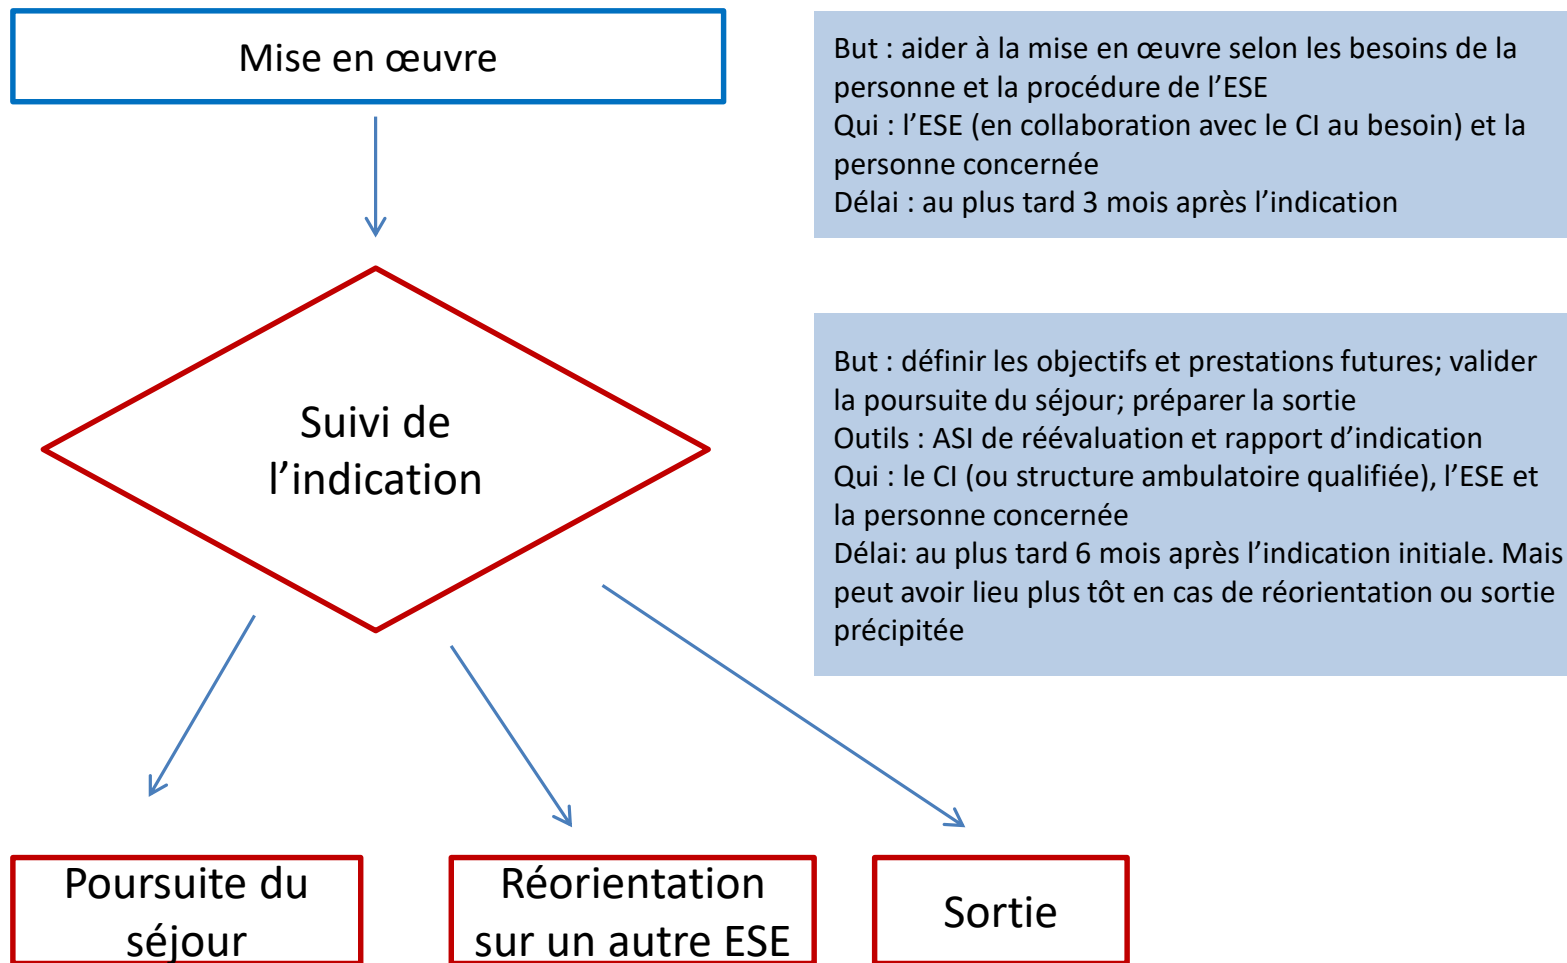 Mise en œuvre
But : aider à la mise en œuvre selon les besoins de la
personne et la procédure de l’ESE
Qui : l’ESE (en collaboration avec le CI au besoin) et la
personne concernée
Délai : au plus tard 3 mois après l’indication
Suivi de
l’indication
But : définir les objectifs et prestations futures; valider
la poursuite du séjour; préparer la sortie
Outils : ASI de réévaluation et rapport d’indication
Qui : le CI (ou structure ambulatoire qualifiée), l’ESE et
la personne concernée
Délai: au plus tard 6 mois après l’indication initiale. Mais
peut avoir lieu plus tôt en cas de réorientation ou sortie
précipitée
Poursuite du
séjour
Réorientation
sur un autre ESE
Sortie